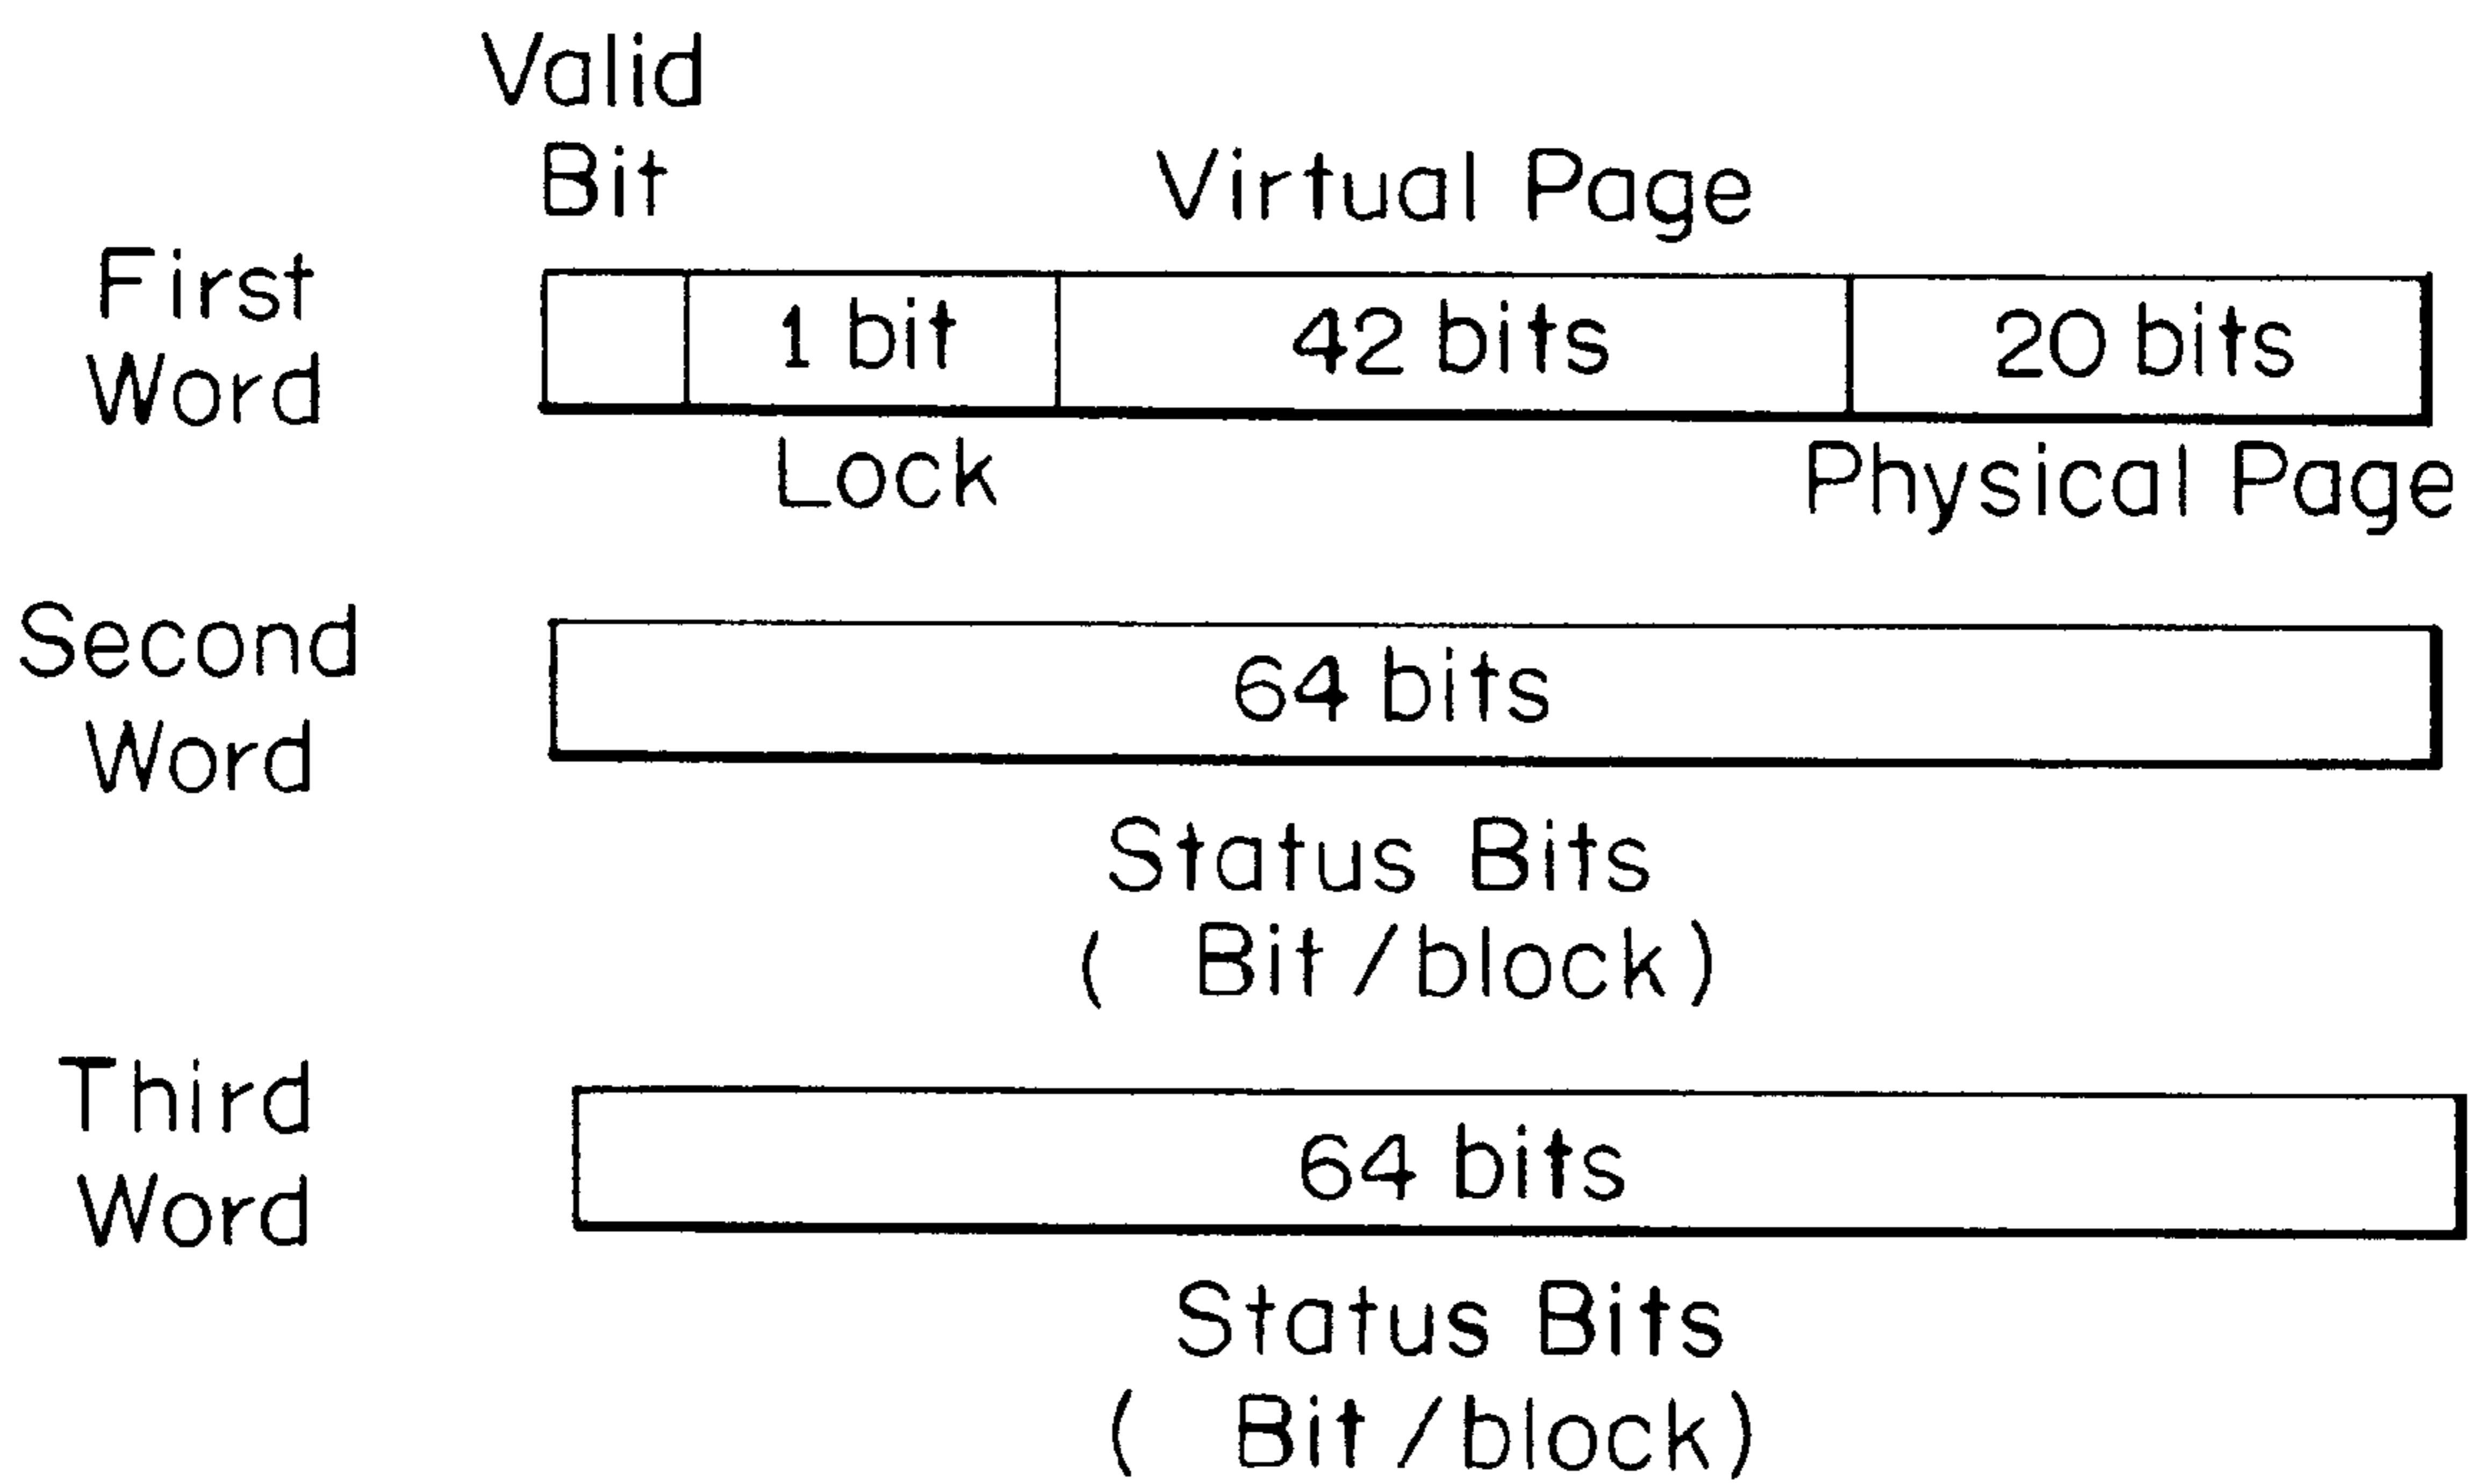 Valid
Bit
Virtual Page
First
Word
1 bit
42 bits
20 bits
Lock
Physical Page
Second
Word
64 bits
Status Bits
( Bit/block)
Third
Word
64 bits
Status Bits
( Bit/block)